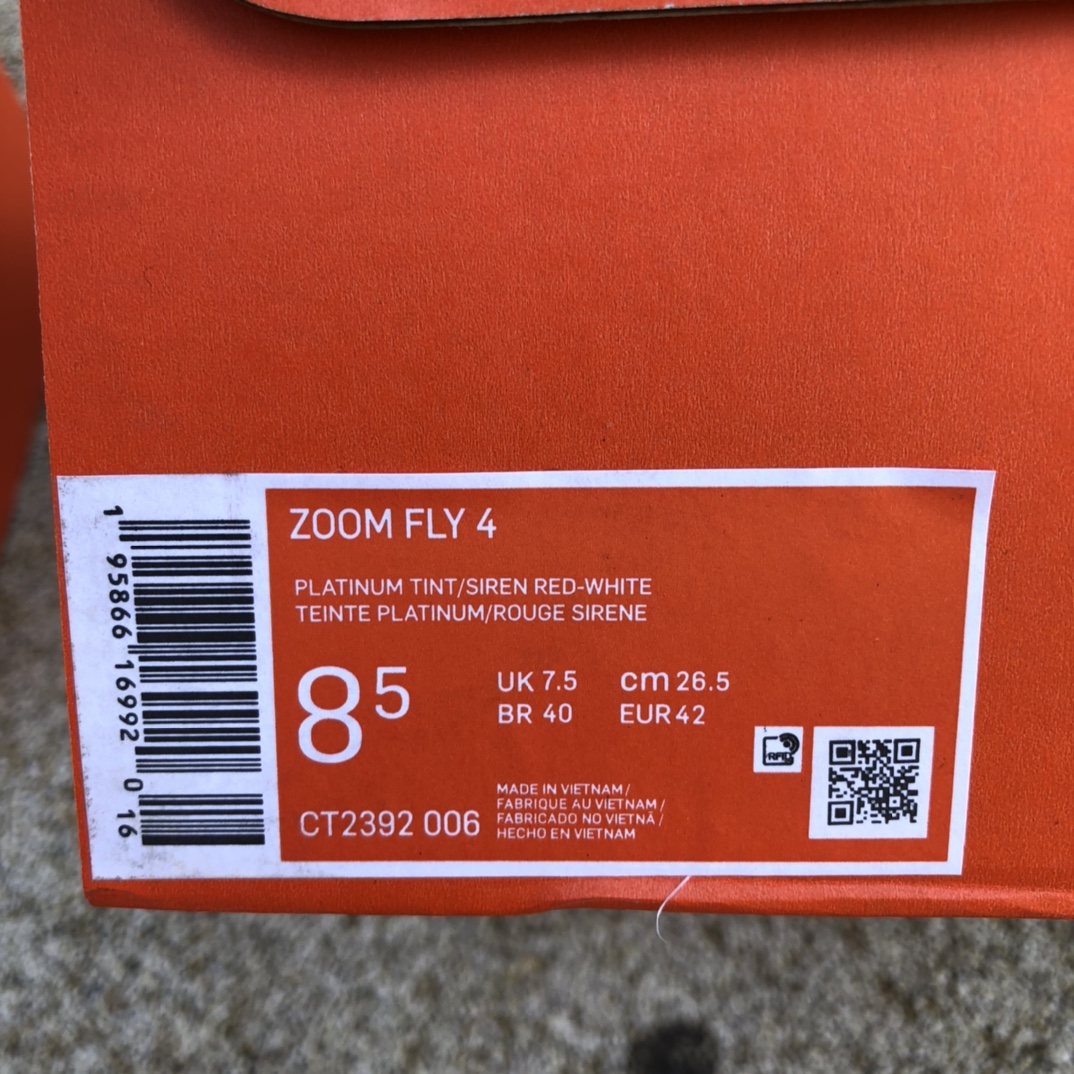 ZOOM FLY 4
PLATINUM TINT/SIREN RED-WHITE
TEINTE PLATINUM/ROUGE SIRENE
8 5
UK 7.5 cm 26.5
BR 40 EUR 42
CT2392 006
MADE IN VIETNAM /
FABRIQUE AU VIETNAM /
FABRICADO NO VIETNÃ /
HECHO EN VIETNAM
RFID
1 95866 16992 0 16